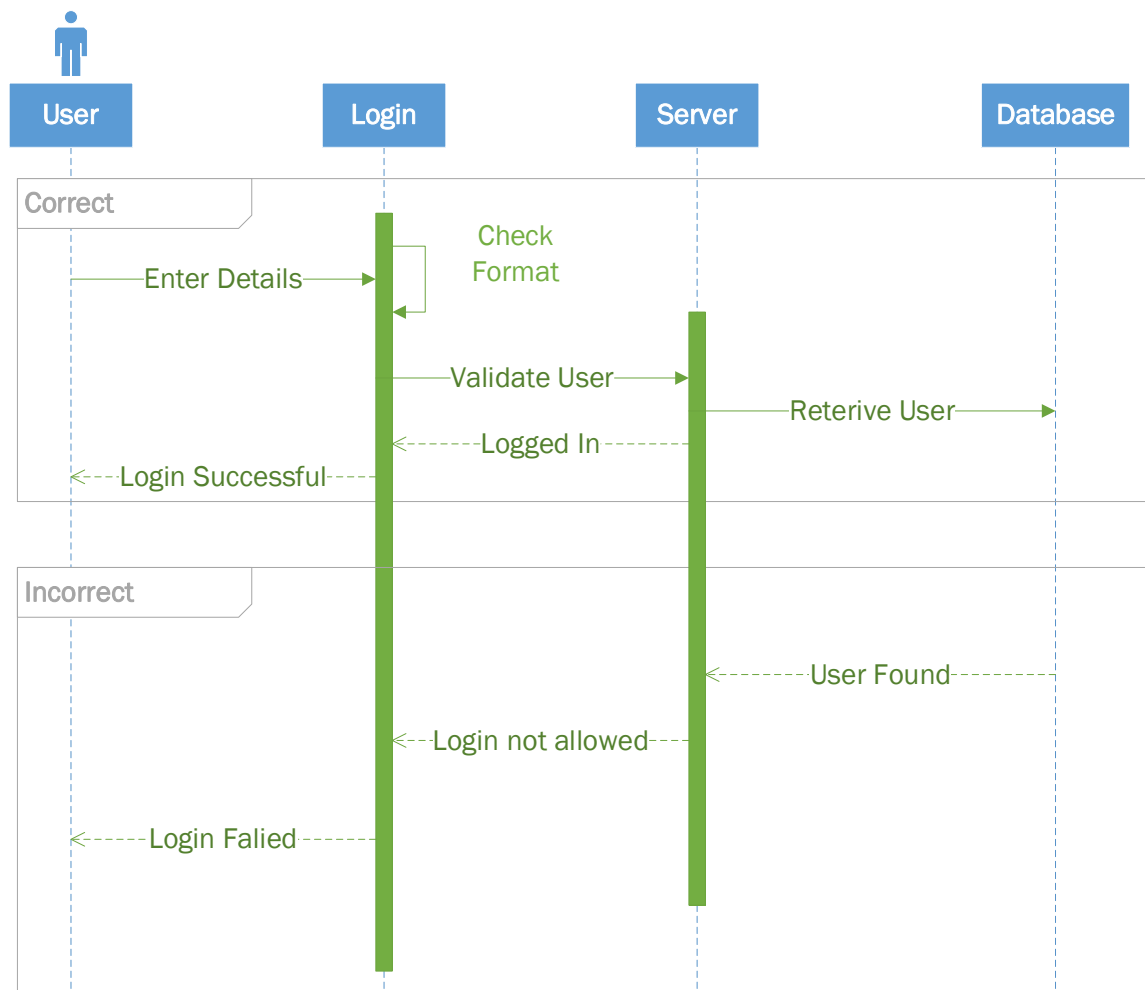 User
Login
Server
Database
Correct
Check
Format
Enter Details
Validate User
Reterive User
Logged In
Login Successful
Incorrect
User Found
Login not allowed
Login Falied